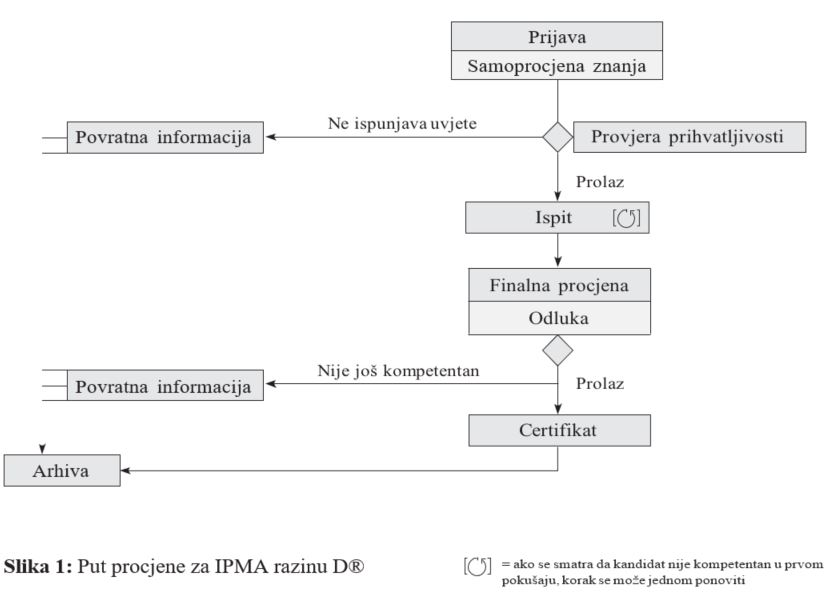 Prijava
Samoprocjena znanja
Ne ispunjava uvjete
Povratna informacija
Provjera prihvatljivosti
Prolaz
Ispit [↺]
Finalna procjena
Odluka
Nije još kompetentan
Povratna informacija
Prolaz
Certifikat
Arhiva
Slika 1: Put procjene za IPMA razinu D®
[↺] = ako se smatra da kandidat nije kompetentan u prvom
pokušaju, korak se može jednom ponoviti